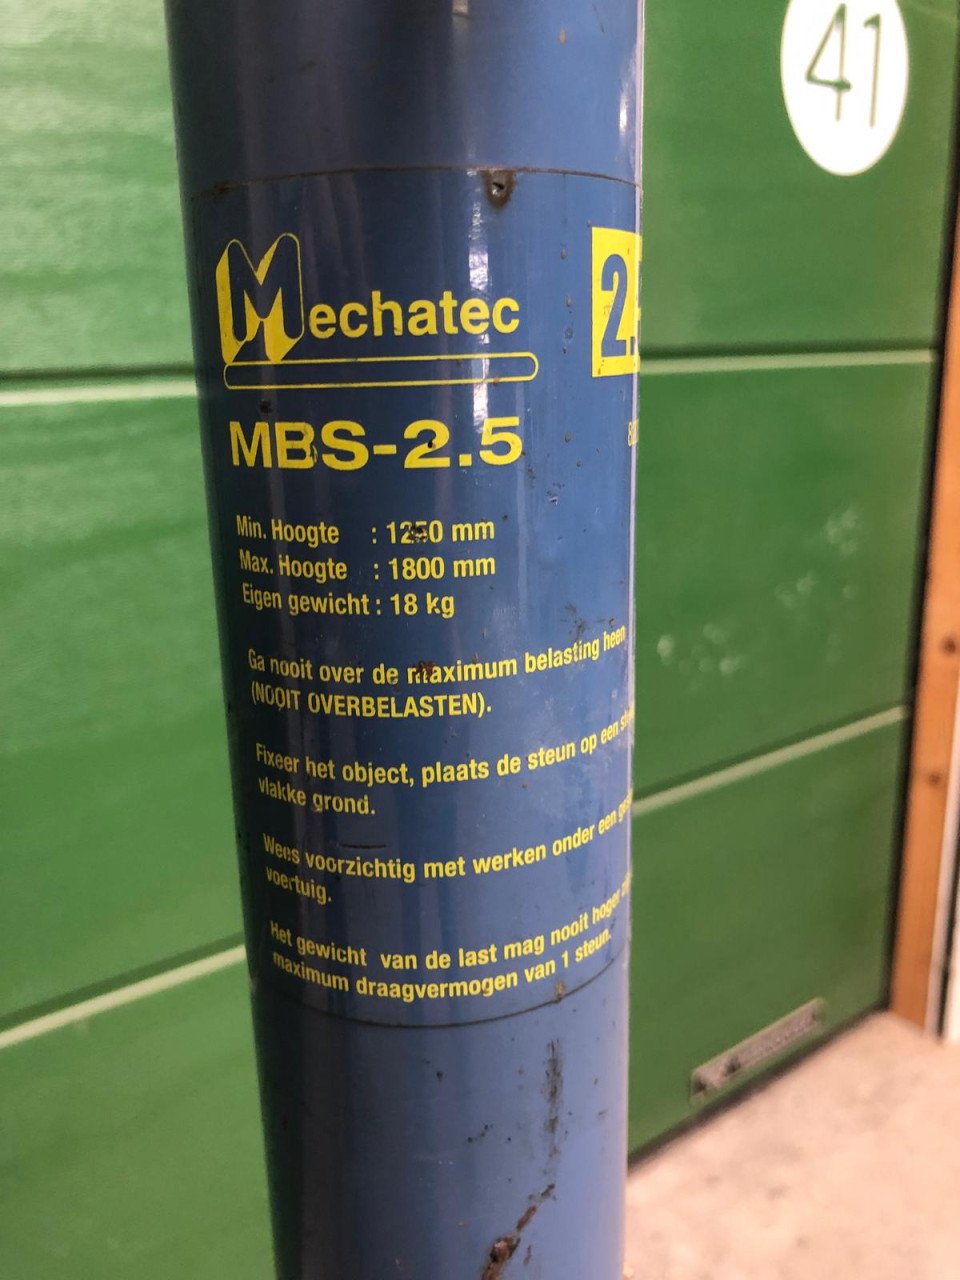 41
Mechatec
2.
MBS-2.5
Min. Hoogte : 1250 mm
Max. Hoogte : 1800 mm
Eigen gewicht : 18 kg
Ga nooit over de maximum belasting heen
(NOOIT OVERBELASTEN).
Fixeer het object, plaats de steun op een
vlakke grond.
Wees voorzichtig met werken onder een
voertuig.
Het gewicht van de last mag nooit hoger
maximum draagvermogen van 1 steun.